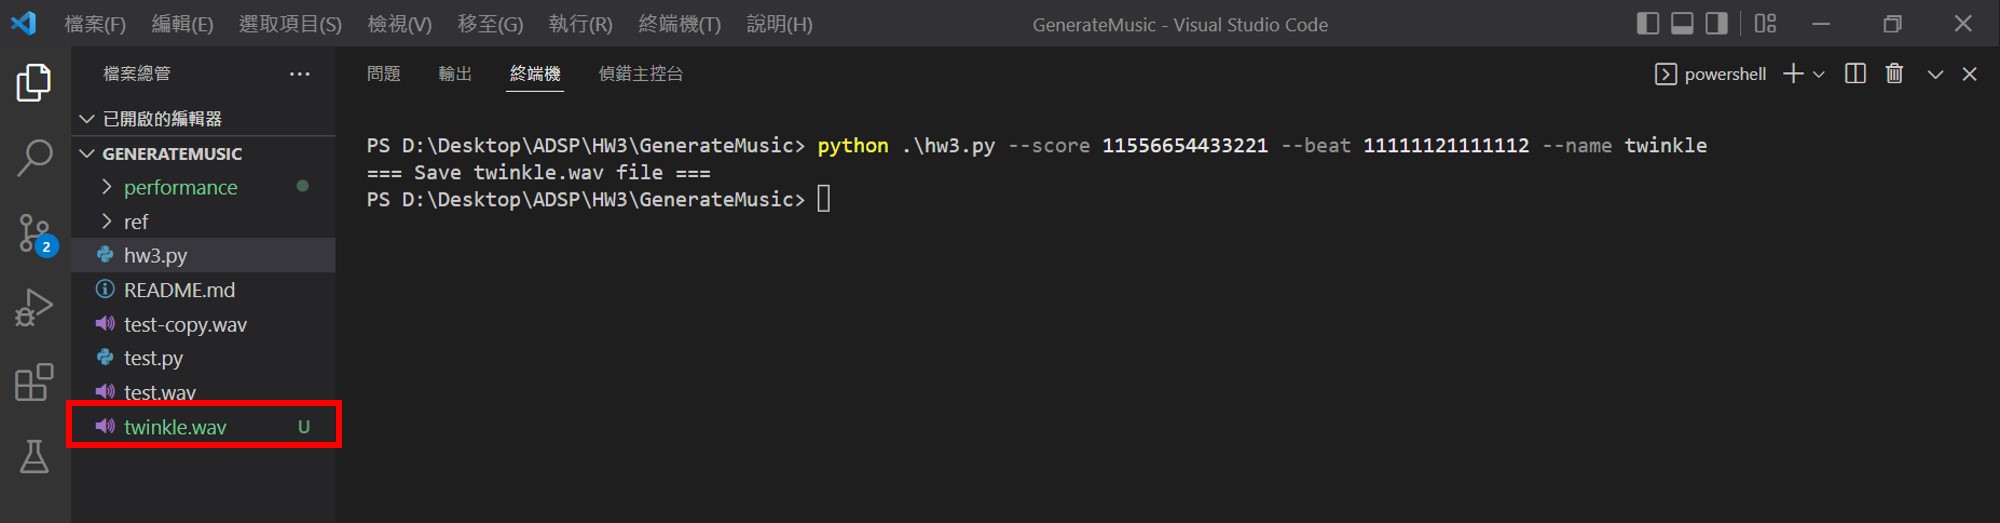 檔案(F) 編輯(E) 選取項目(S) 檢視(V) 移至(G) 執行(R) 終端機(T) 說明(H) GenerateMusic - Visual Studio Code
檔案總管 ...
問題 輸出 終端機 偵錯主控台 powershell
已開啟的編輯器
GENERATEMUSIC
performance
ref
hw3.py
README.md
test-copy.wav
test.py
test.wav
twinkle.wav U
2
PS D:\Desktop\ADSP\HW3\GenerateMusic> python .\hw3.py --score 11556654433221 --beat 11111121111112 --name twinkle
=== Save twinkle.wav file ===
PS D:\Desktop\ADSP\HW3\GenerateMusic>